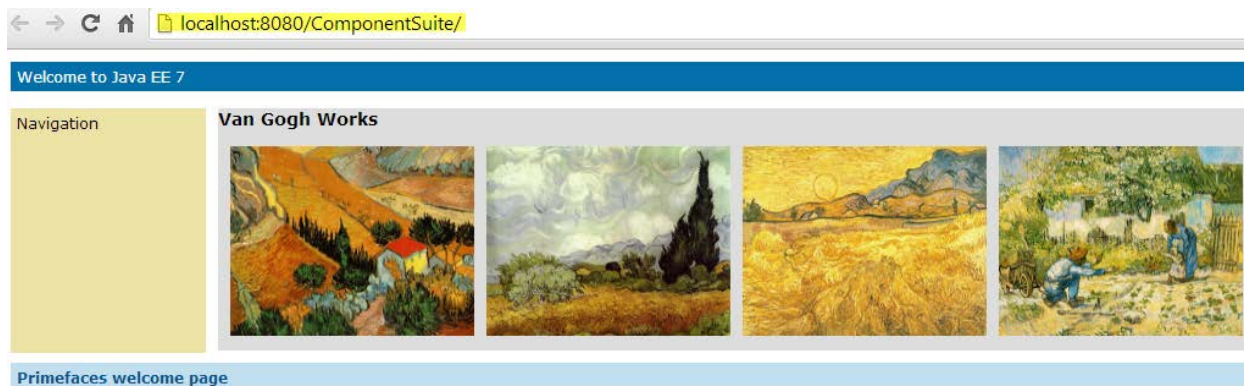 localhost:8080/ComponentSuite/
Welcome to Java EE 7
Navigation
Van Gogh Works
Primefaces welcome page